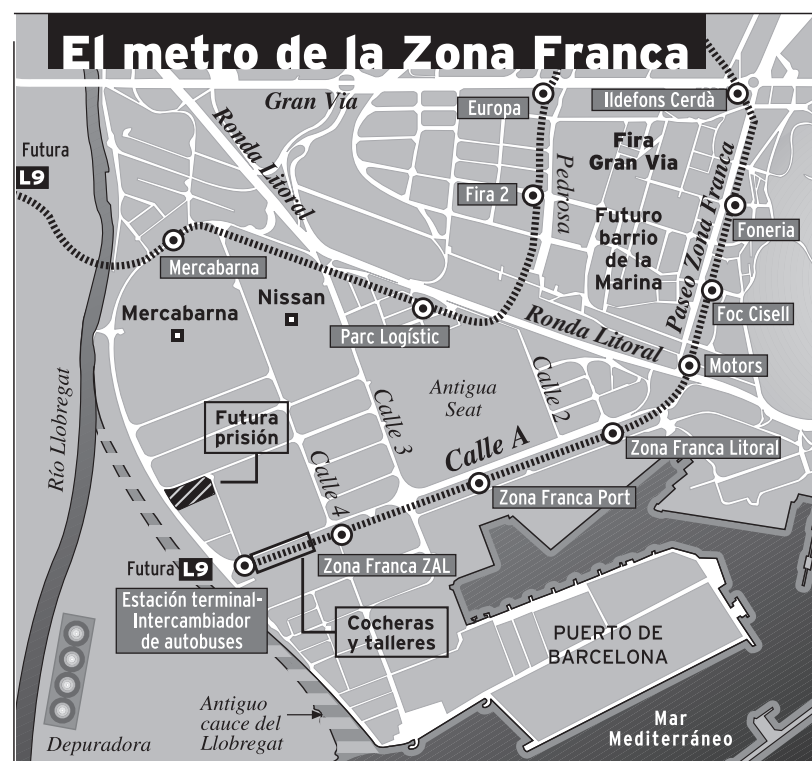 El metro de la Zona Franca
Gran Via
Europa
Ildefons Cerdà
Ronda Litoral
Futura
L9
Fira
Gran Via
Pedrosa
Fira 2
Paseo Zona Franca
Foneria
Futuro
barrio
de la
Marina
Mercabarna
Nissan
Mercabarna
Parc Logístic
Foc Cisell
Ronda Litoral
Motors
Río Llobregat
Antigua
Seat
Calle 2
Calle 3
Futura
prisión
Calle A
Zona Franca Litoral
Calle 4
Zona Franca Port
Zona Franca ZAL
Futura L9
Estación terminal-
Intercambiador
de autobuses
Cocheras
y talleres
PUERTO DE
BARCELONA
Antiguo
cauce del
Llobregat
Depuradora
Mar
Mediterráneo